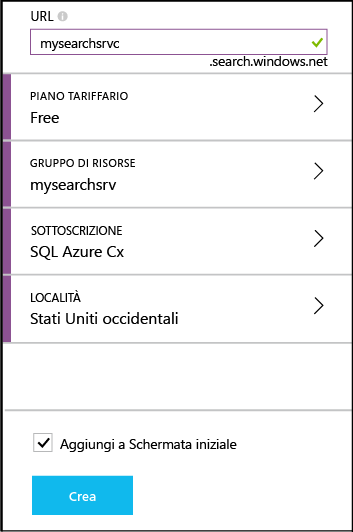 URL
mysearchsrvc
.search.windows.net
PIANO TARIFFARIO
Free
GRUPPO DI RISORSE
mysearchsrv
SOTTOSCRIZIONE
SQL Azure Cx
LOCALITÀ
Stati Uniti occidentali
Aggiungi a Schermata iniziale
Crea